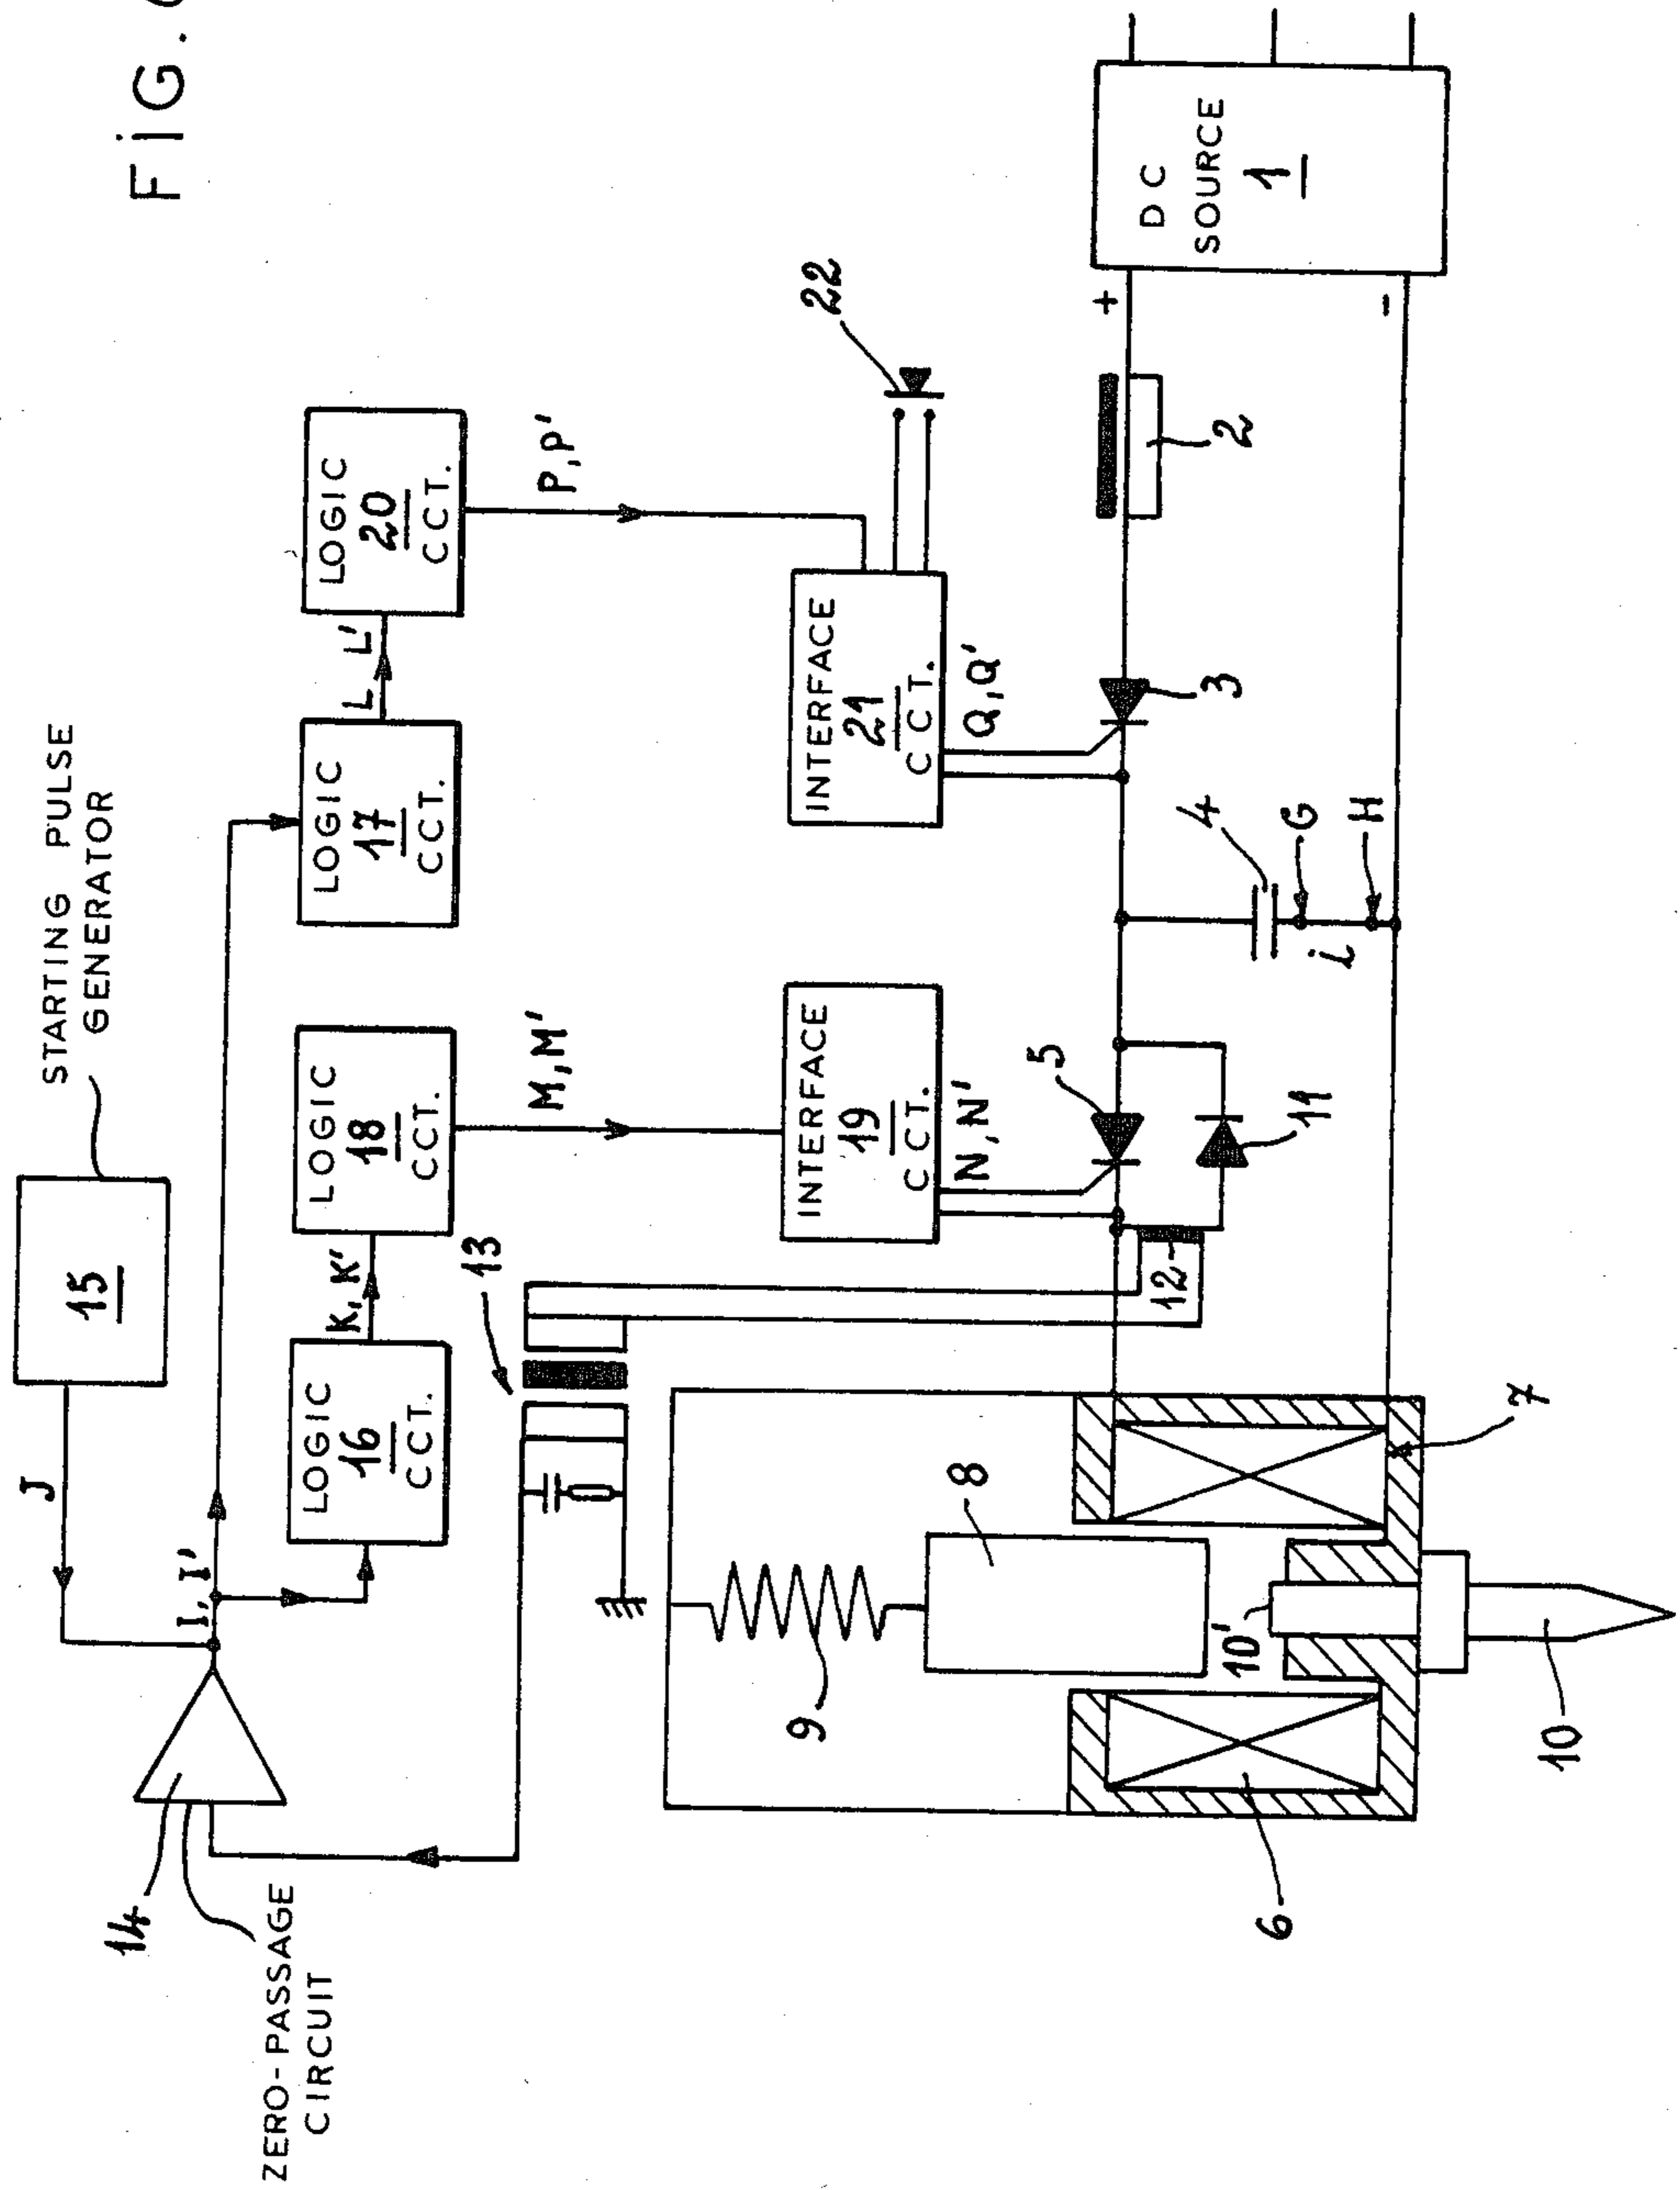 FiG.
15
J
STARTING PULSE
GENERATOR
14
ZERO-PASSAGE
CIRCUIT
I, I'
LOGIC
16
CCT.
K, K'
LOGIC
18
CCT.
LOGIC
17
CCT.
L L'
LOGIC
20
CCT.
13
M,M'
P,P'
INTERFACE
19
CCT.
N,N'
INTERFACE
21
CCT.
Q,Q'
22
9
8
10'
12
5
11
4
G
i
H
3
2
+
-
DC
SOURCE
1
6
10
7